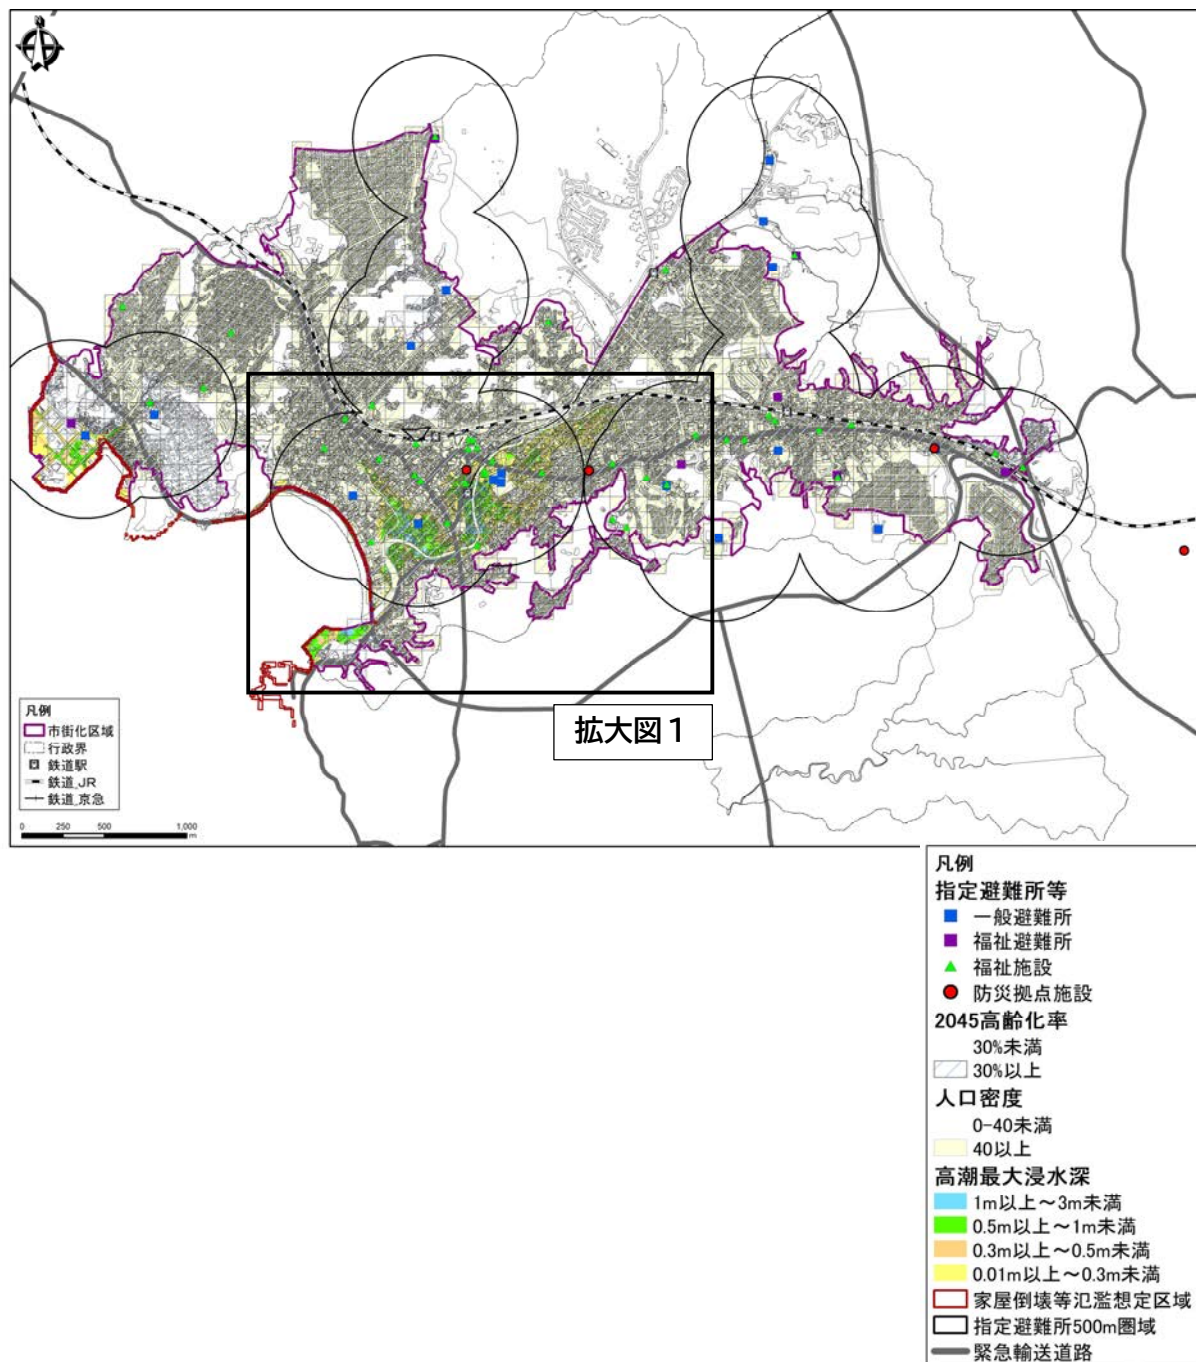 拡大図1
凡例
市街化区域
行政界
鉄道駅
鉄道_JR
鉄道_京急
0 250 500 1,000
m
凡例
指定避難所等
一般避難所
福祉避難所
福祉施設
防災拠点施設
2045高齢化率
30%未満
30%以上
人口密度
0-40未満
40以上
高潮最大浸水深
1m以上～3m未満
0.5m以上～1m未満
0.3m以上～0.5m未満
0.01m以上～0.3m未満
家屋倒壊等氾濫想定区域
指定避難所500m圏域
緊急輸送道路